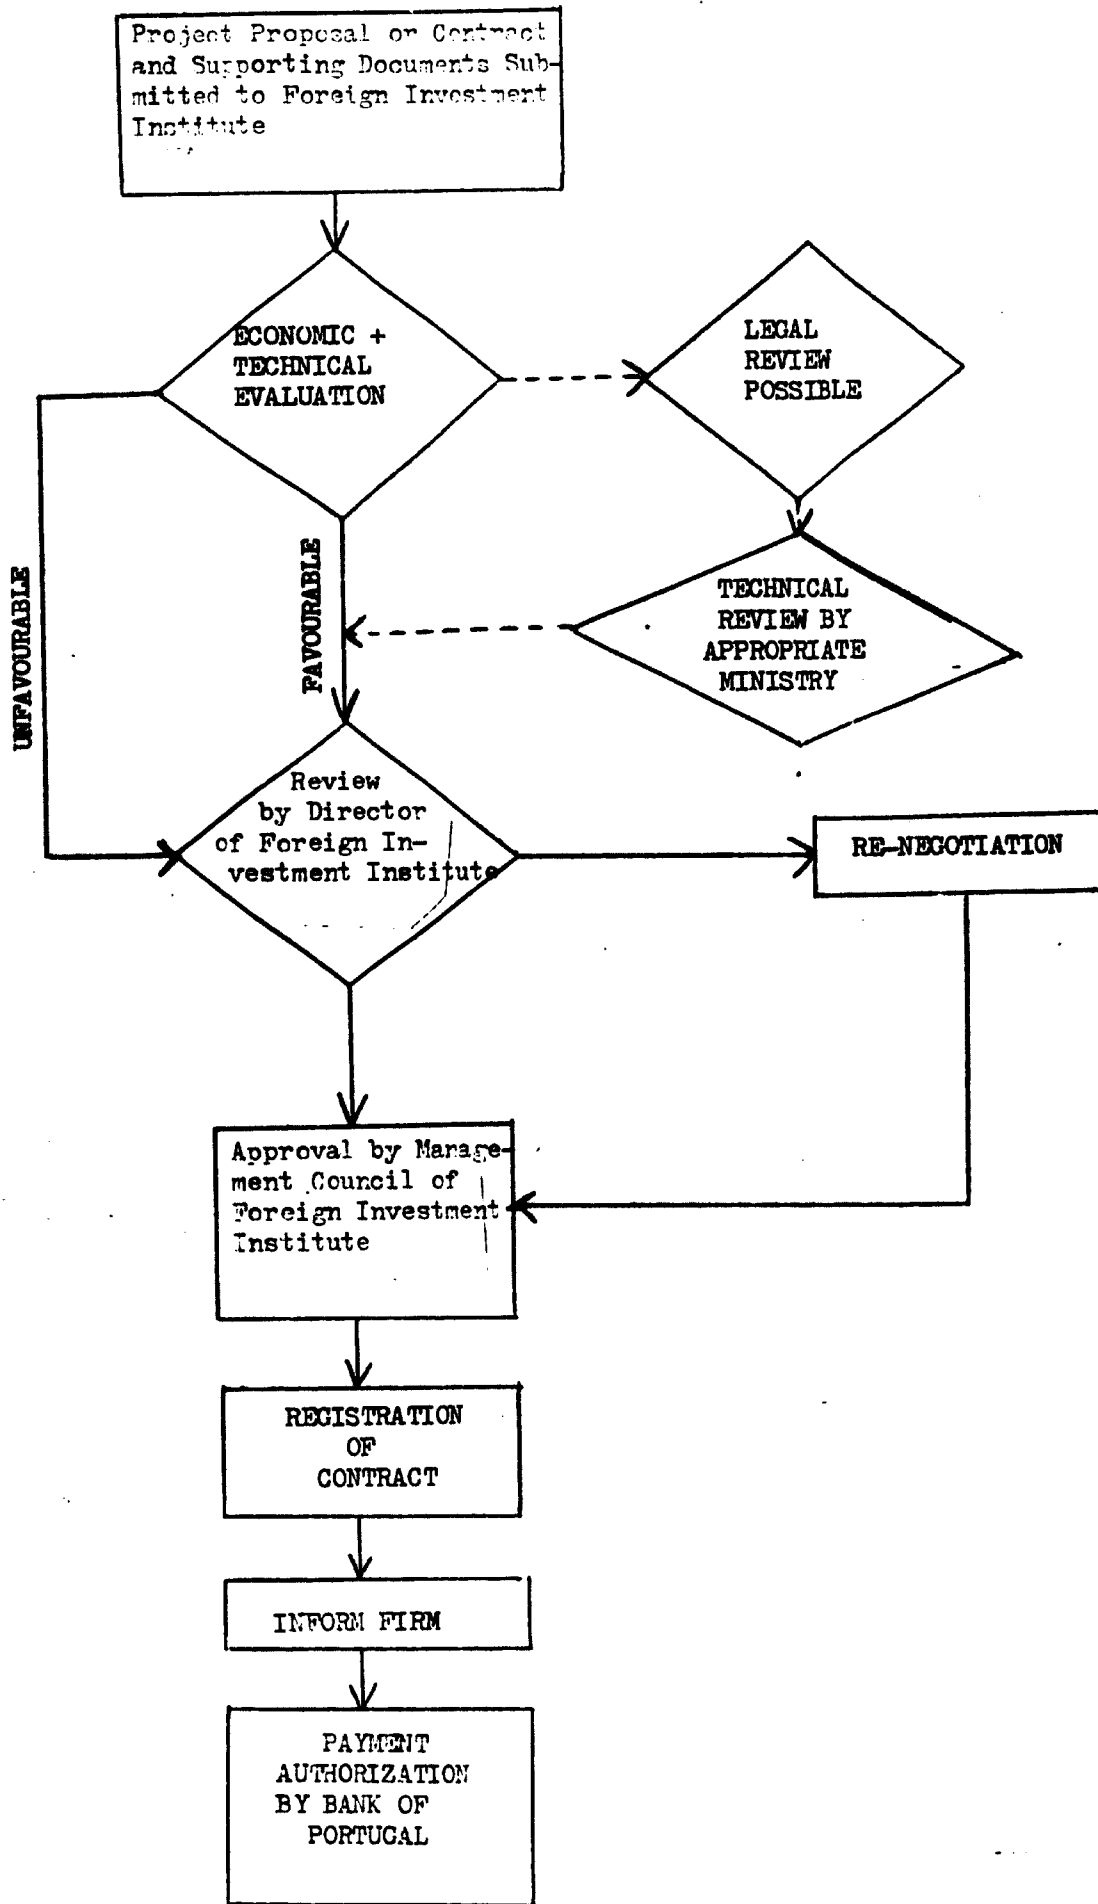 Project Proposal or Contract
and Supporting Documents Sub-
mitted to Foreign Investment
Institute
ECONOMIC +
TECHNICAL
EVALUATION
LEGAL
REVIEW
POSSIBLE
UNFAVOURABLE
FAVOURABLE
TECHNICAL
REVIEW BY
APPROPRIATE
MINISTRY
Review
by Director
of Foreign In-
vestment Institute
RE-NEGOTIATION
Approval by Manage-
ment Council of
Foreign Investment
Institute
REGISTRATION
OF
CONTRACT
INFORM FIRM
PAYMENT
AUTHORIZATION
BY BANK OF
PORTUGAL